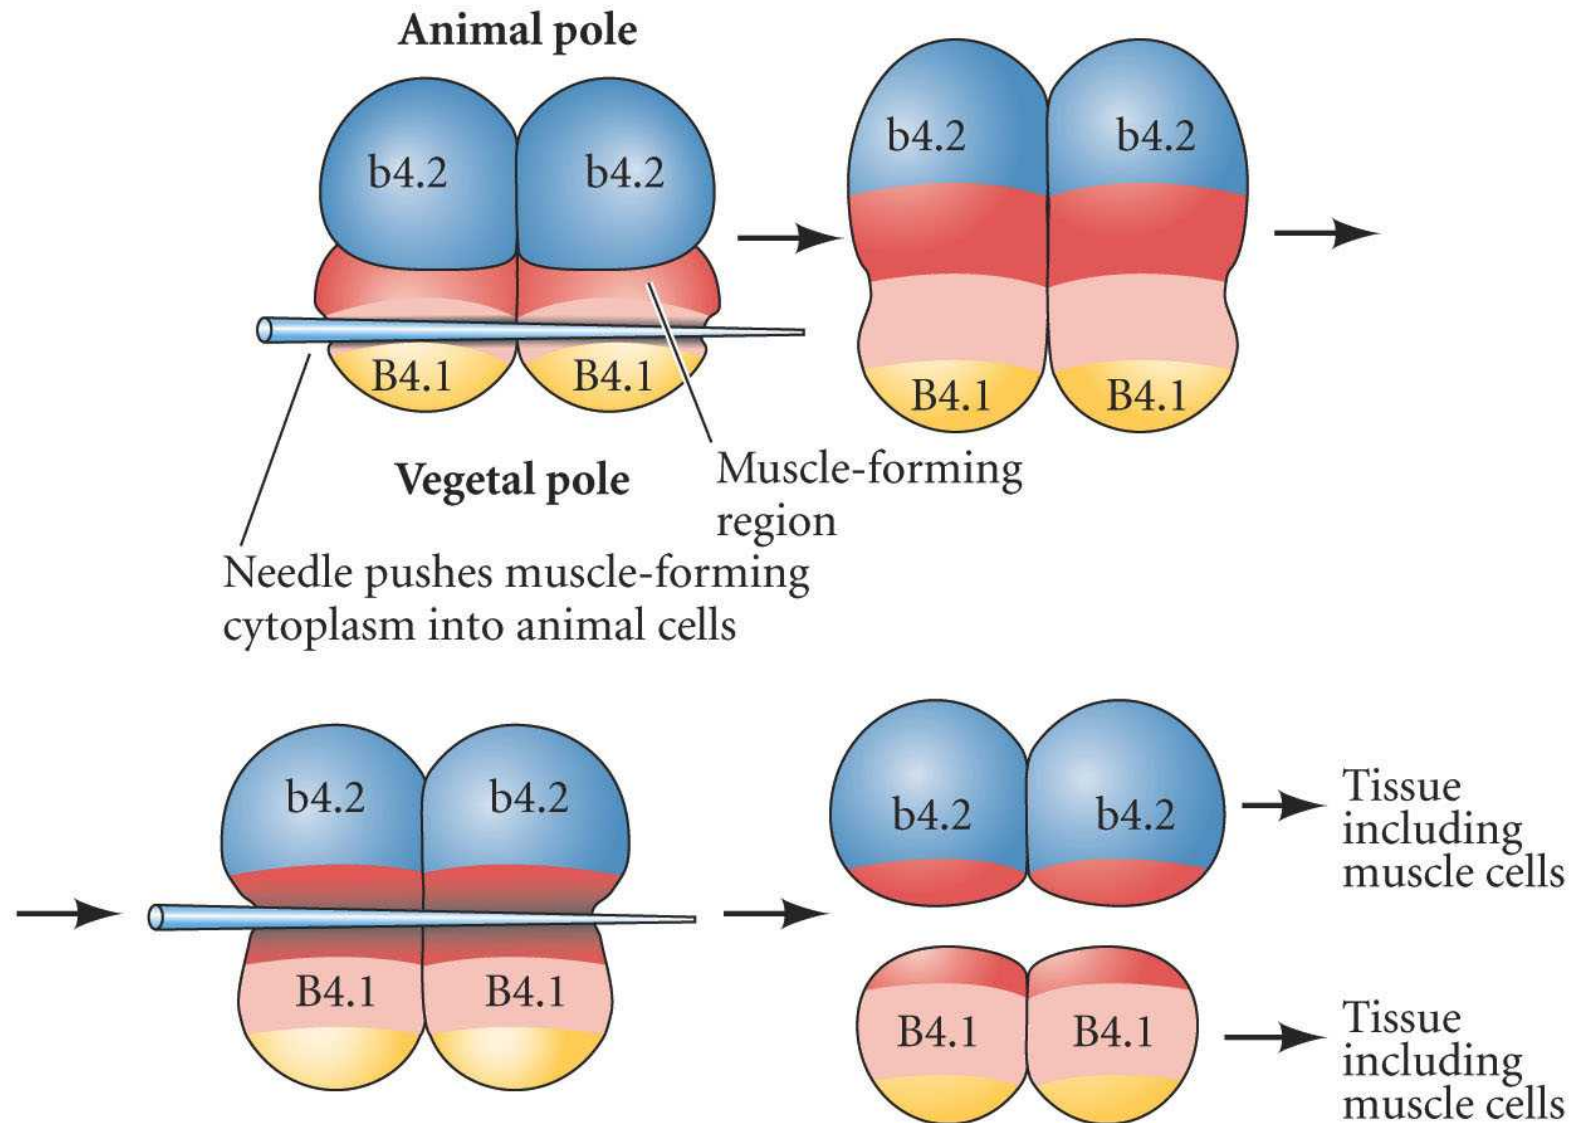 Animal pole
b4.2
b4.2
B4.1
B4.1
Vegetal pole
Muscle-forming
region
Needle pushes muscle-forming
cytoplasm into animal cells
b4.2
b4.2
B4.1
B4.1
b4.2
b4.2
B4.1
B4.1
b4.2
b4.2
Tissue
including
muscle cells
B4.1
B4.1
Tissue
including
muscle cells